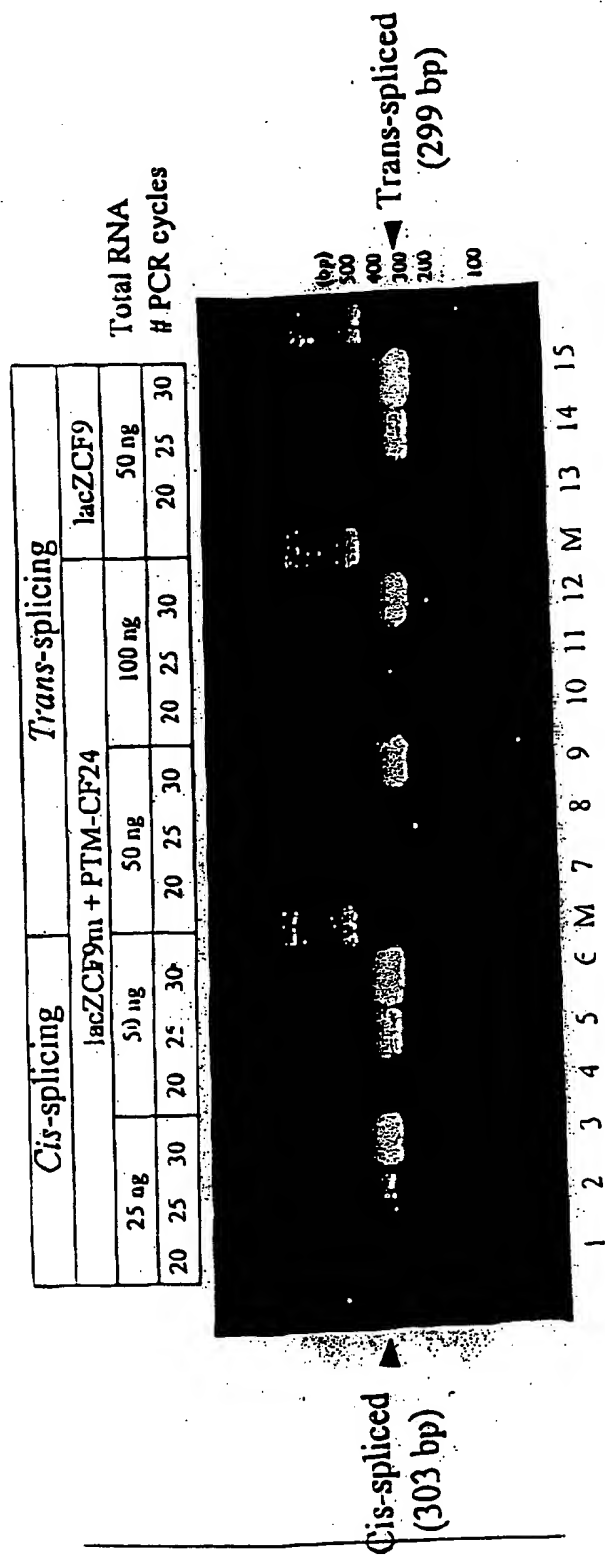 Cis-splicing Trans-splicing
lacZCF9m + PTM-CF24 lacZCF9
25 ng 50 ng 50 ng 100 ng 50 ng Total RNA
20 25 30 20 25 30 20 25 30 20 25 30 20 25 30 # PCR cycles
(bp)
500
400
300
200
100
Cis-spliced
(303 bp)
Trans-spliced
(299 bp)
1 2 3 4 5 6 M 7 8 9 10 11 12 M 13 14 15